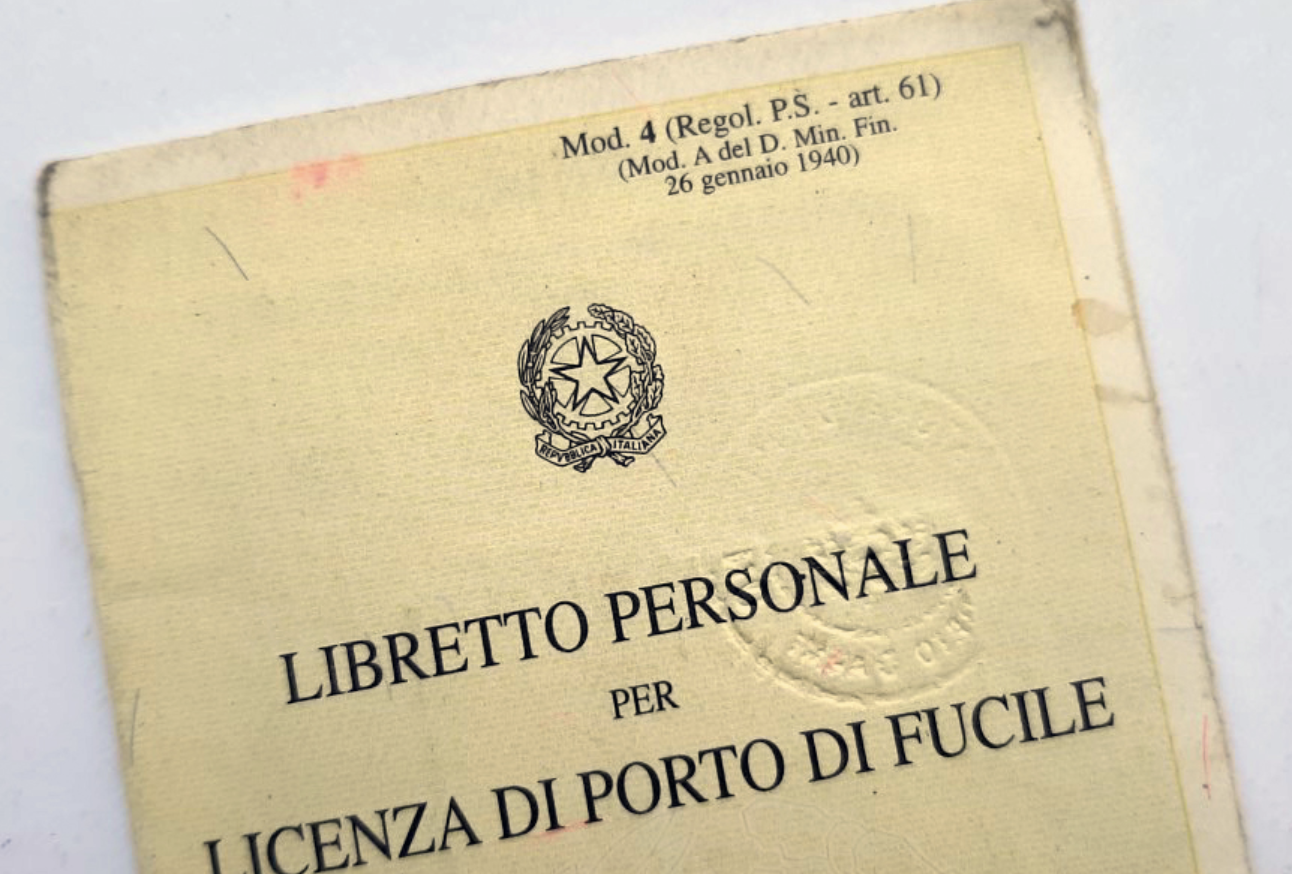 Mod. 4 (Regol. P.S. - art. 61)
(Mod. A del D. Min. Fin.
26 gennaio 1940)
REPVBBLICA ITALIANA
LIBRETTO PERSONALE
PER
LICENZA DI PORTO DI FUCILE